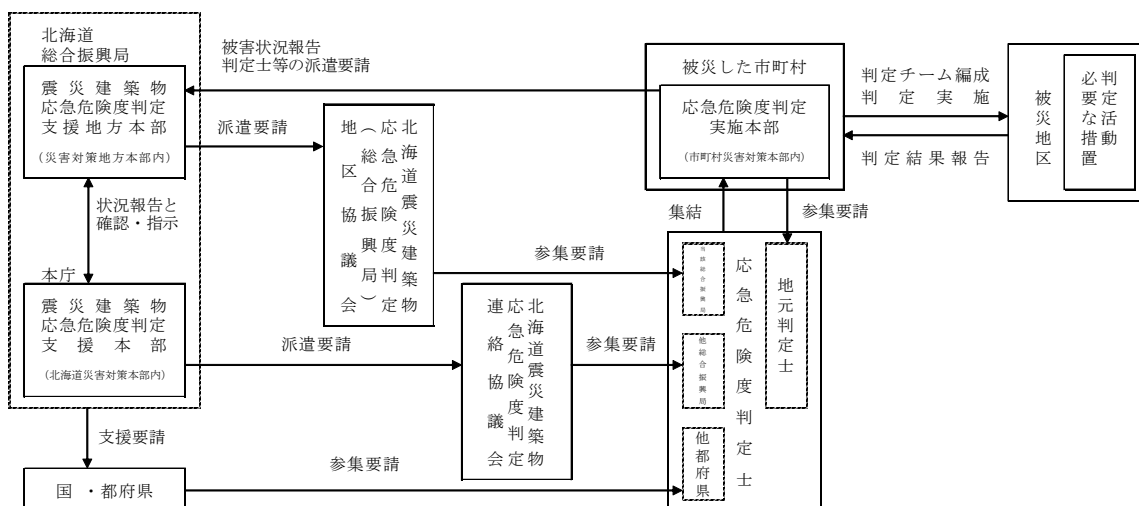 北海道
総合振興局
震災建築物
応急危険度判定
支援地方本部
(災害対策地方本部内)
状況報告と
確認・指示
本庁
震災建築物
応急危険度判定
支援本部
(北海道災害対策本部内)
支援要請
国・都府県
被害状況報告
判定士等の派遣要請
派遣要請
北海道震災建築物
応急危険度判定
(総合振興局)
地区協議会
派遣要請
北海道震災建築物
応急危険度判定
連絡協議会
参集要請
参集要請
参集要請
被災した市町村
応急危険度判定
実施本部
(市町村災害対策本部内)
集結
参集要請
応急危険度判定士
当該総合振興局
他総合振興局
他都府県
地元判定士
判定チーム編成
判定実施
判定結果報告
被災地区
判定活動
必要な措置